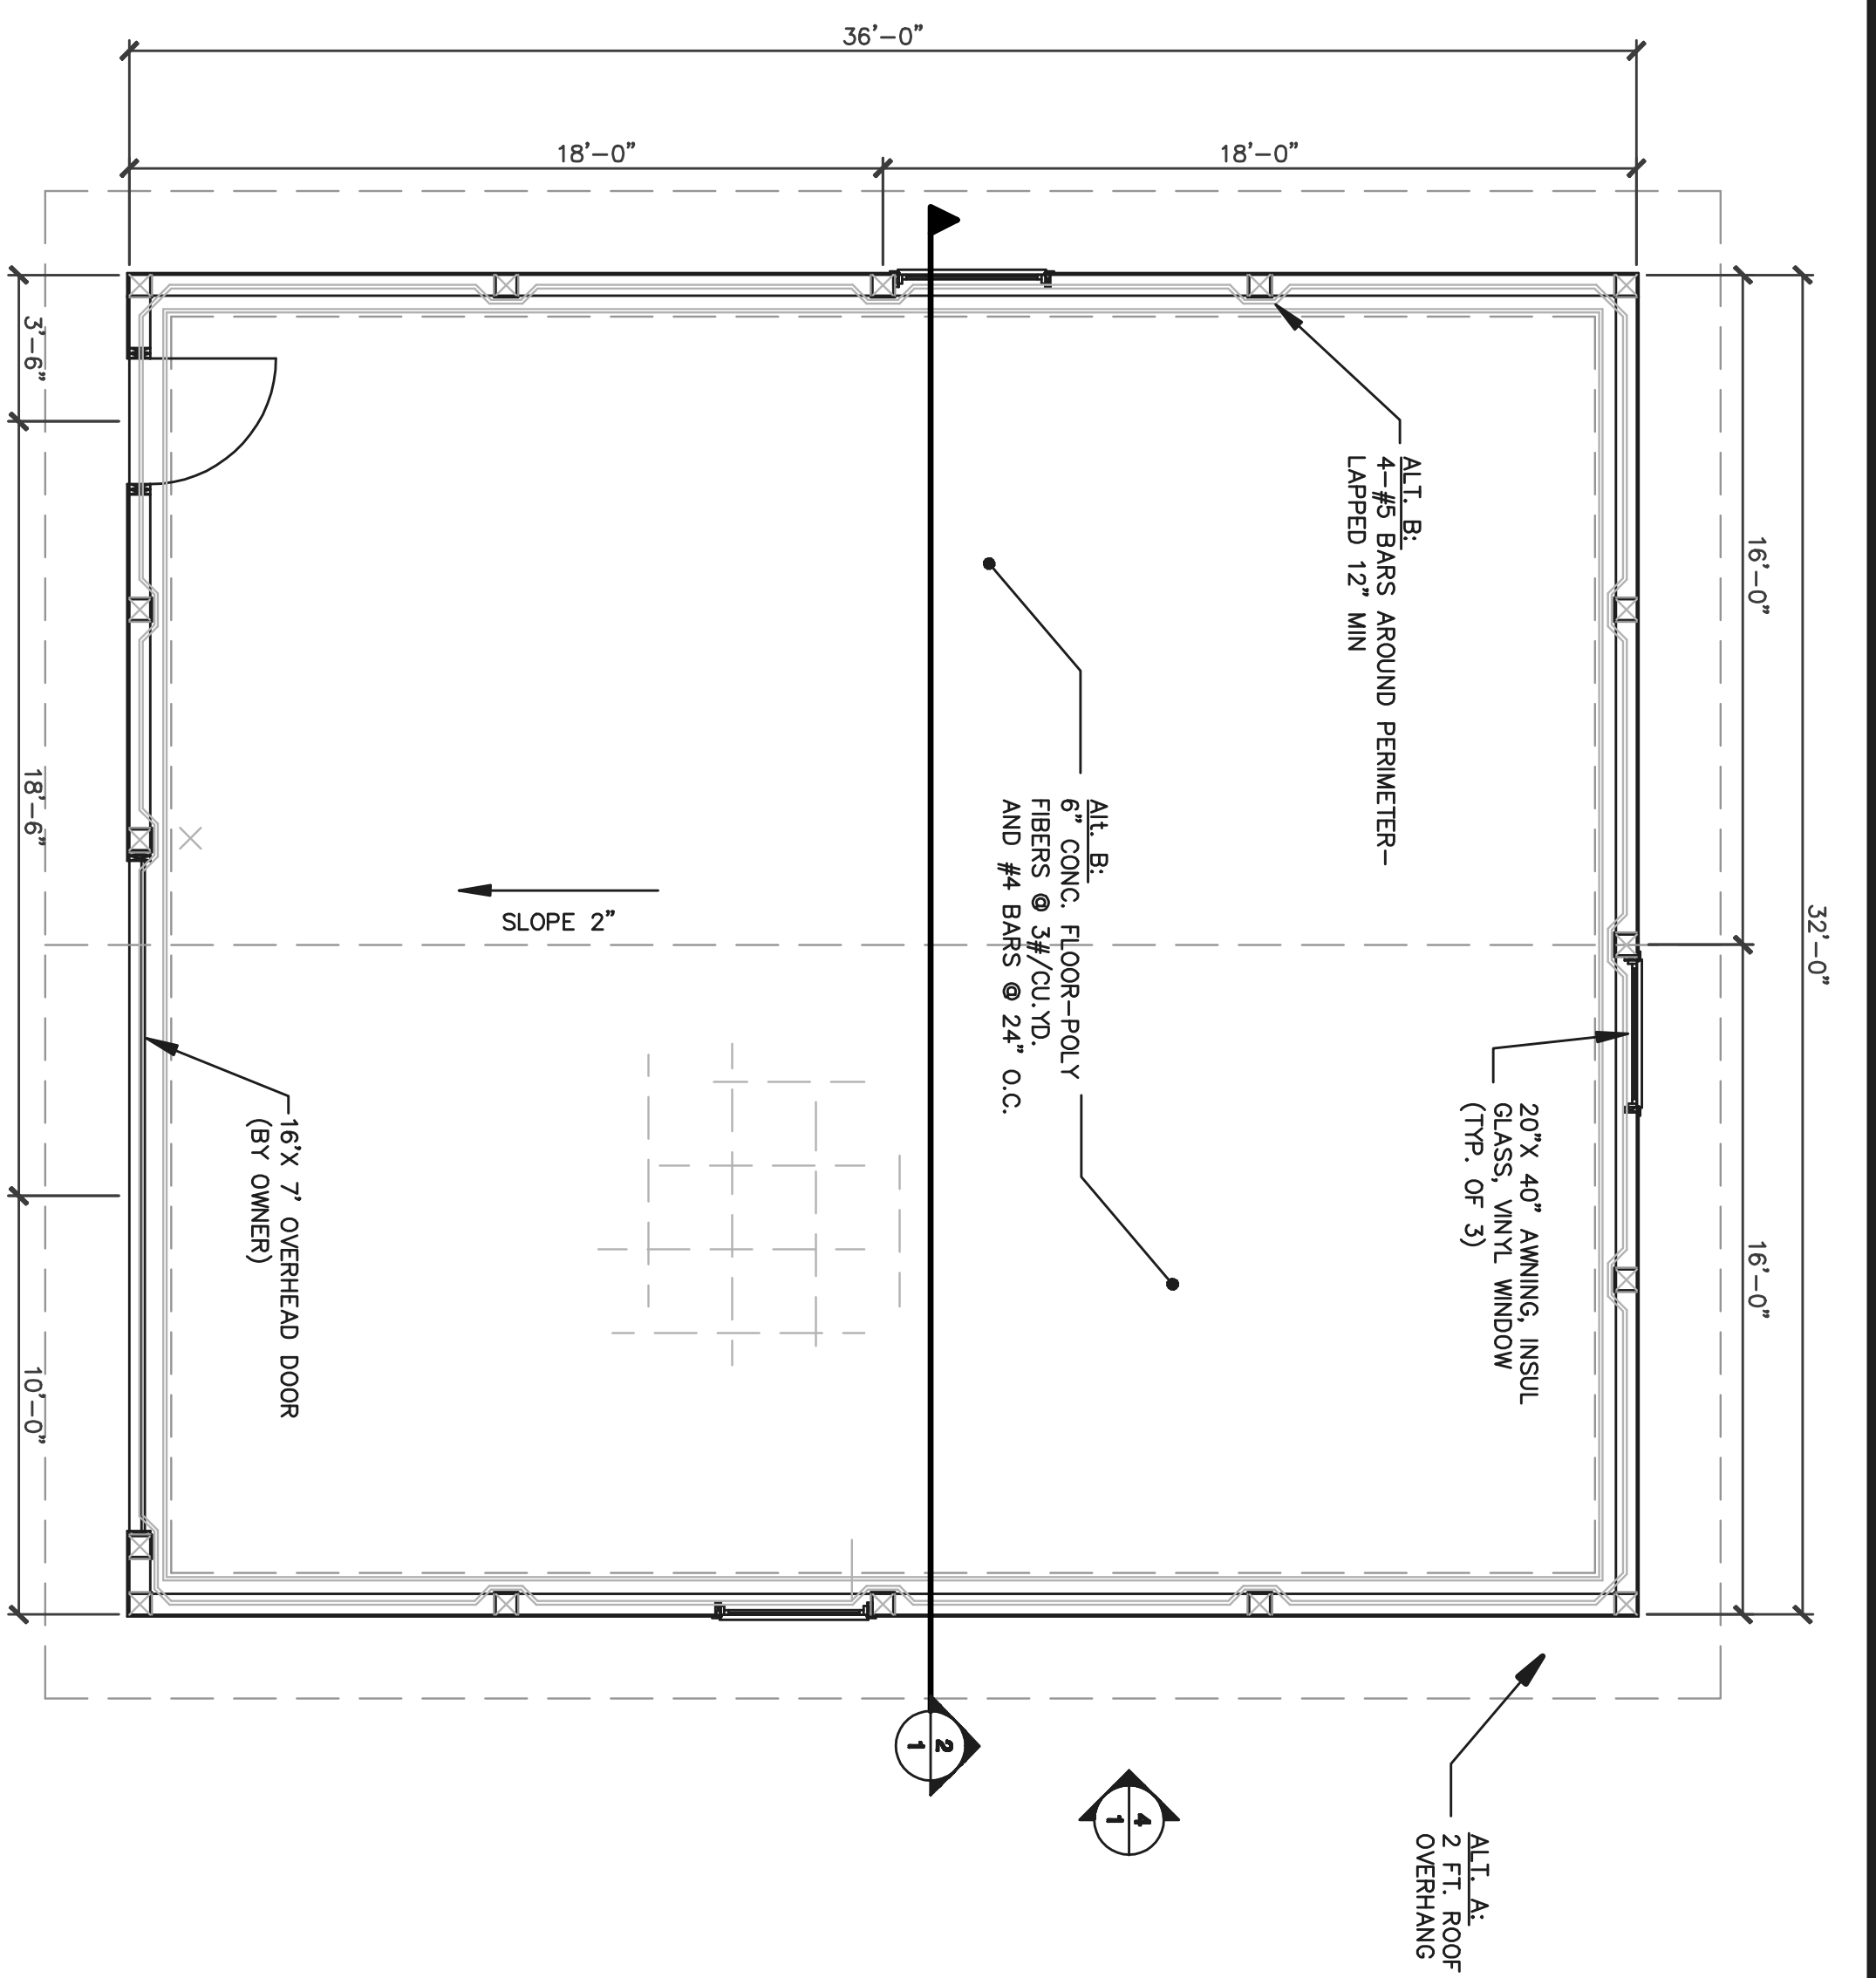 36'-0"
18'-0"
18'-0"
3'-6"
18'-6"
10'-0"
16'-0"
16'-0"
32'-0"
ALT. B:
4-#5 BARS AROUND PERIMETER-
LAPPED 12" MIN
Alt. B:
6" CONC. FLOOR-POLY
FIBERS @ 3#/CU.YD.
AND #4 BARS @ 24" O.C.
SLOPE 2"
20"X 40" AWNING, INSUL
GLASS, VINYL WINDOW
(TYP. OF 3)
16'X 7' OVERHEAD DOOR
(BY OWNER)
2
1
4
1
ALT. A:
2 FT. ROOF
OVERHANG